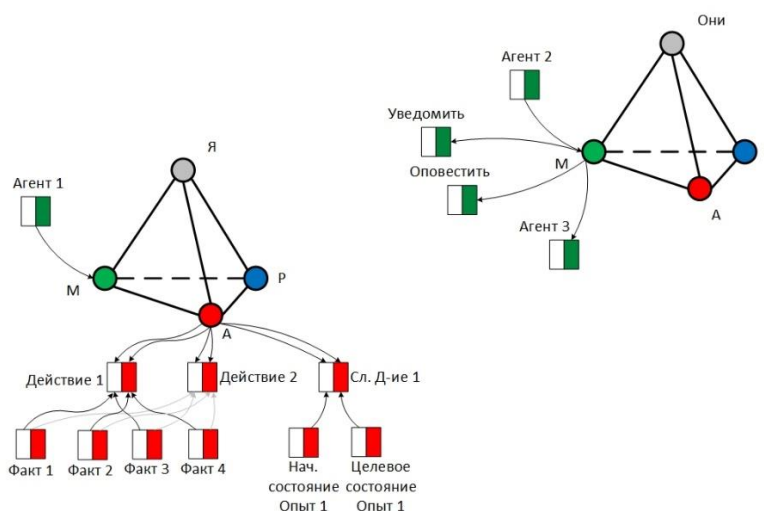 Они
Агент 2
Уведомить
М
Оповестить
А
Агент 3
Я
Агент 1
М
Р
А
Действие 1
Действие 2
Сл. Д-ие 1
Факт 1
Факт 2
Факт 3
Факт 4
Нач.
состояние
Опыт 1
Целевое
состояние
Опыт 1